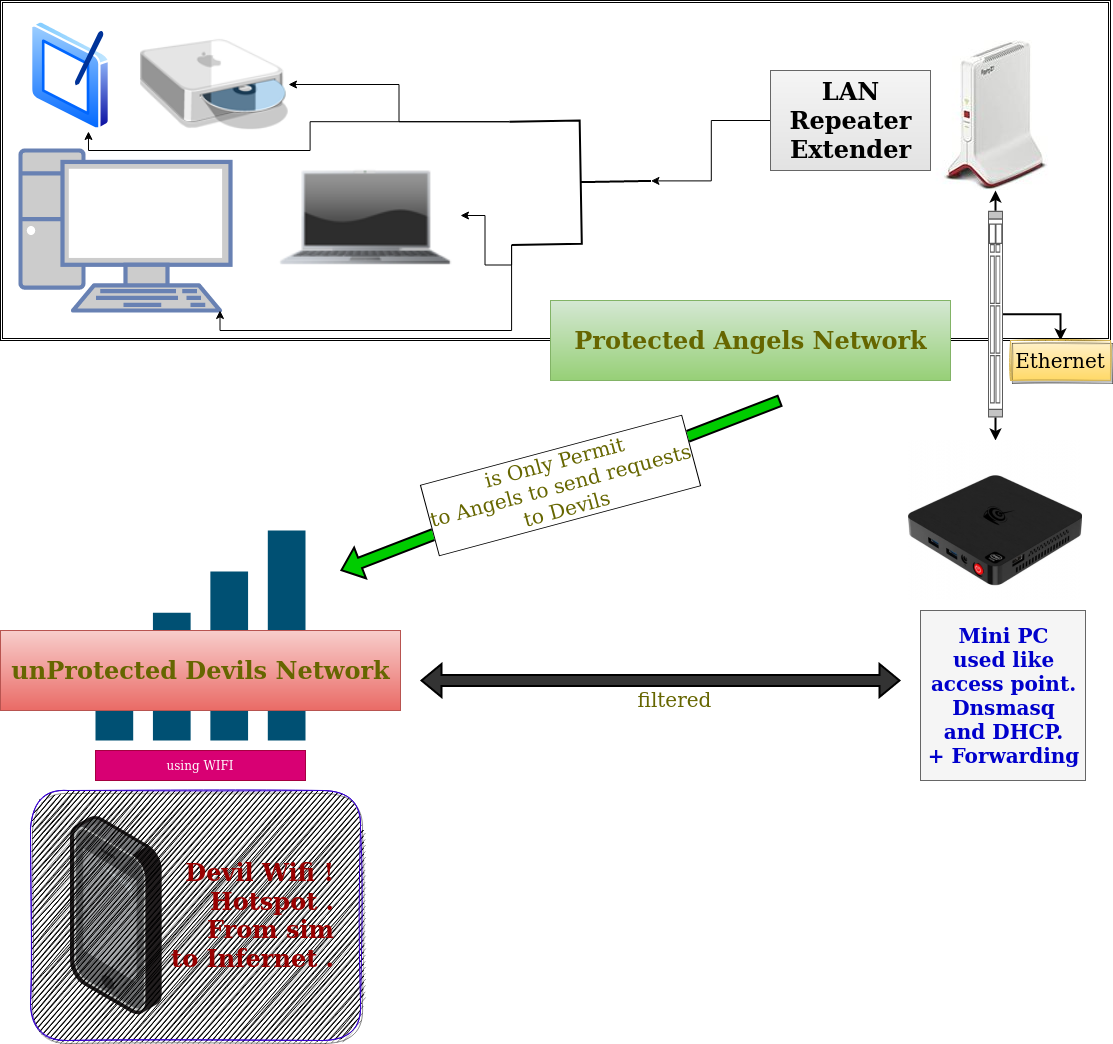 LAN
Repeater
Extender
Protected Angels Network
Ethernet
is Only Permit
to Angels to send requests
to Devils
unProtected Devils Network
filtered
using WIFI
Mini PC
used like
access point.
Dnsmasq
and DHCP.
+ Forwarding
Devil Wifi !
Hotspot .
From sim
to Infernet .